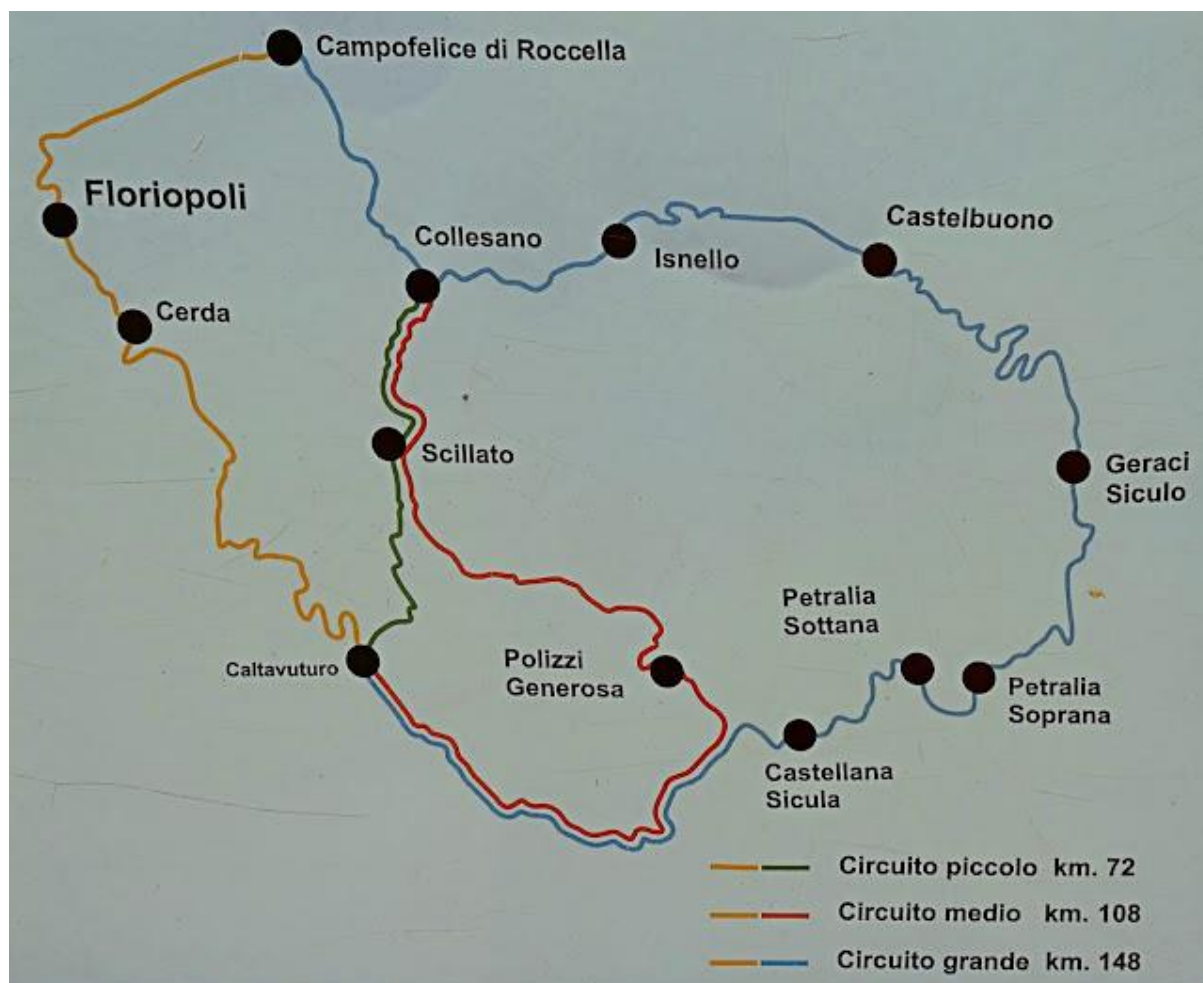 Campofelice di Roccella
Floriopoli
Castelbuono
Collesano
Isnello
Cerda
Scillato
Geraci
Siculo
Petralia
Sottana
Polizzi
Generosa
Caltavuturo
Petralia
Soprana
Castellana
Sicula
Circuito piccolo km. 72
Circuito medio km. 108
Circuito grande km. 148